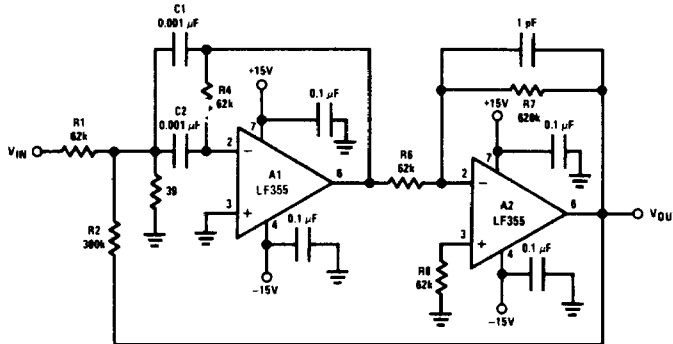 C1
0.001 μF
1 pF
R4
62k
+15V
0.1 μF
R7
620k
+15V
0.1 μF
R1
62k
C2
0.001 μF
VIN
7
2
6
A1
LF355
R6
62k
7
2
A2
LF355
6
VOU
39
3
4
0.1 μF
R2
300k
-15V
3
R8
62k
4
0.1 μF
-15V